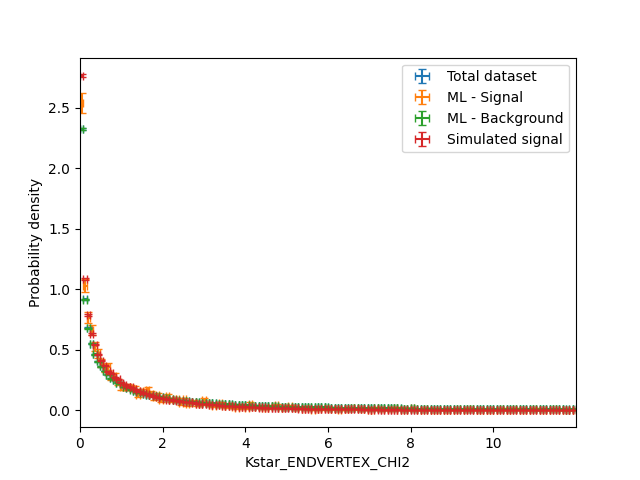 Total dataset
ML - Signal
ML - Background
Simulated signal
2.5
2.0
1.5
1.0
0.5
0.0
Probability density
0 2 4 6 8 10
Kstar_ENDVERTEX_CHI2